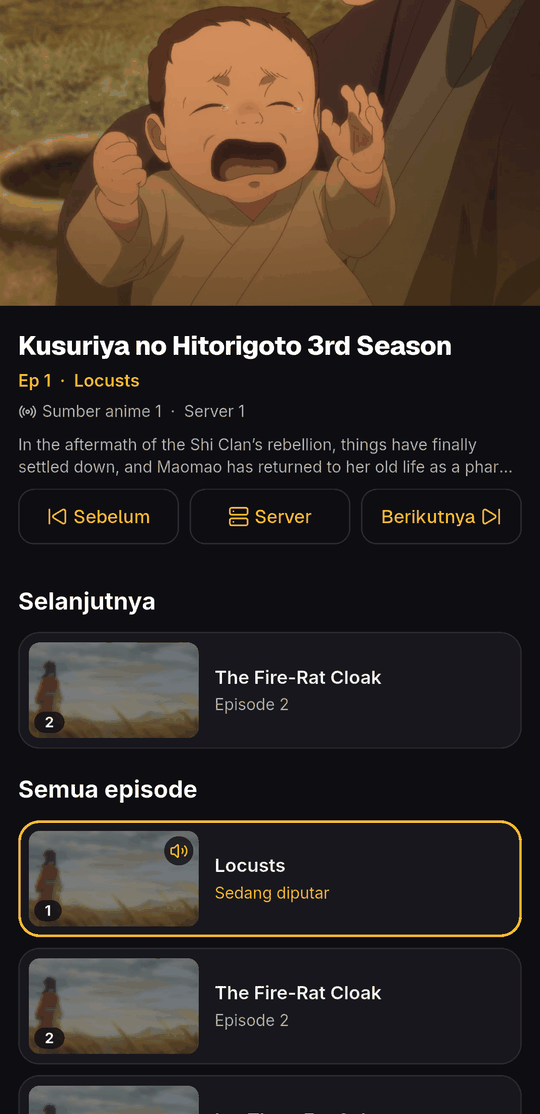 Kusuriya no Hitorigoto 3rd Season
Ep 1 · Locusts
Sumber anime 1 · Server 1
In the aftermath of the Shi Clan’s rebellion, things have finally
settled down, and Maomao has returned to her old life as a phar...
Sebelum
Server
Berikutnya
Selanjutnya
2
The Fire-Rat Cloak
Episode 2
Semua episode
1
Locusts
Sedang diputar
2
The Fire-Rat Cloak
Episode 2